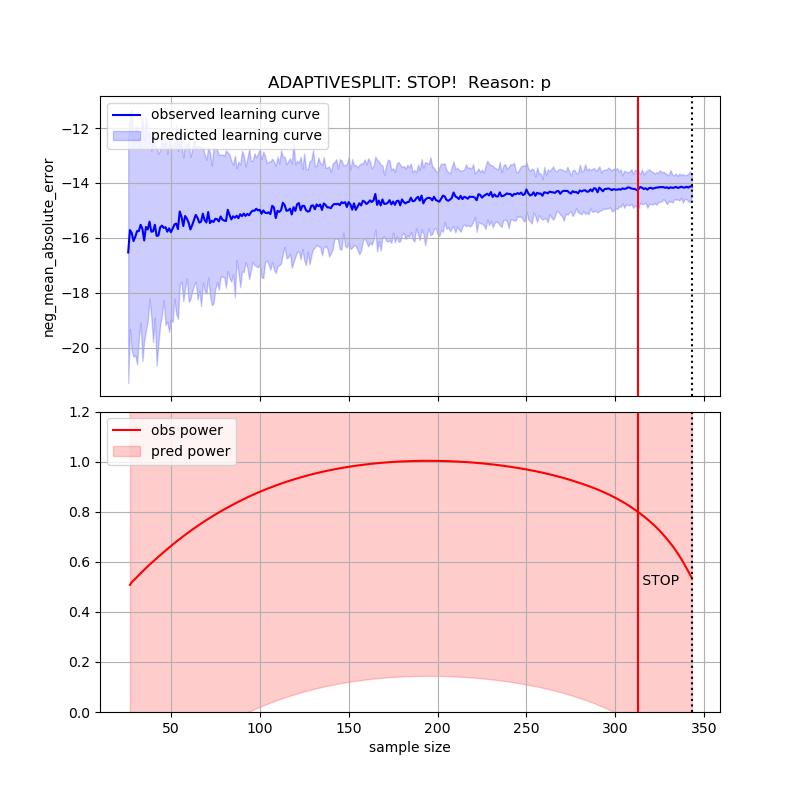 ADAPTIVESPLIT: STOP!  Reason: p
observed learning curve
predicted learning curve
neg_mean_absolute_error
−12
−14
−16
−18
−20
obs power
pred power
1.2
1.0
0.8
0.6
0.4
0.2
0.0
STOP
50 100 150 200 250 300 350
sample size